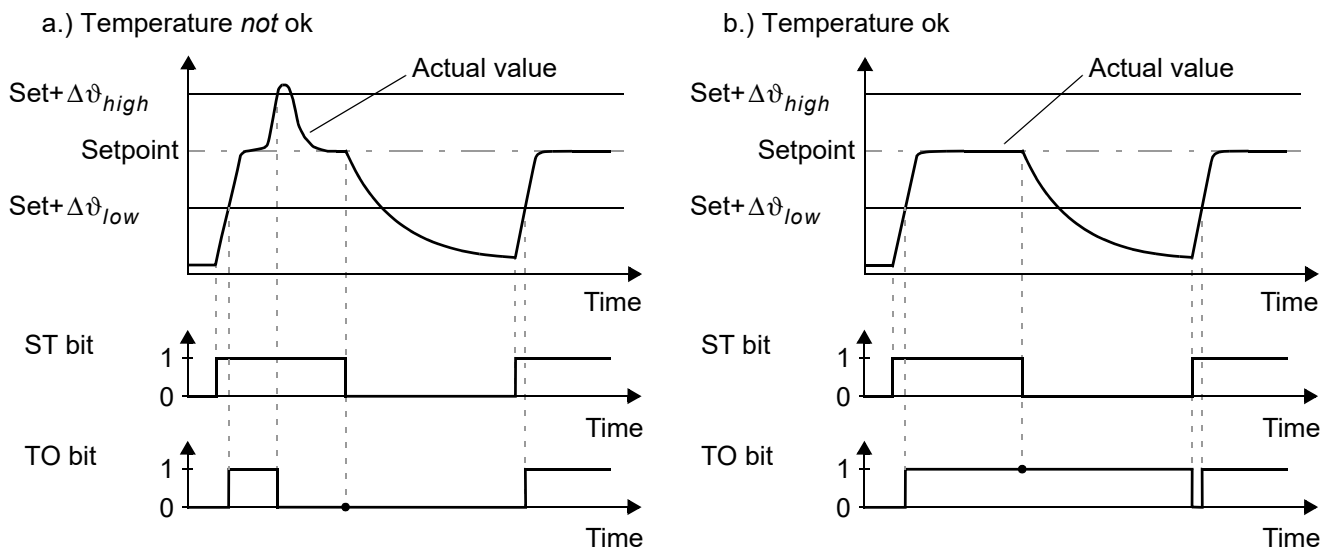 a.) Temperature not ok
Actual value
Set+Δϑhigh
Setpoint
Set+Δϑlow
Time
ST bit
1
0
Time
TO bit
1
0
Time
b.) Temperature ok
Actual value
Set+Δϑhigh
Setpoint
Set+Δϑlow
Time
ST bit
1
0
Time
TO bit
1
0
Time